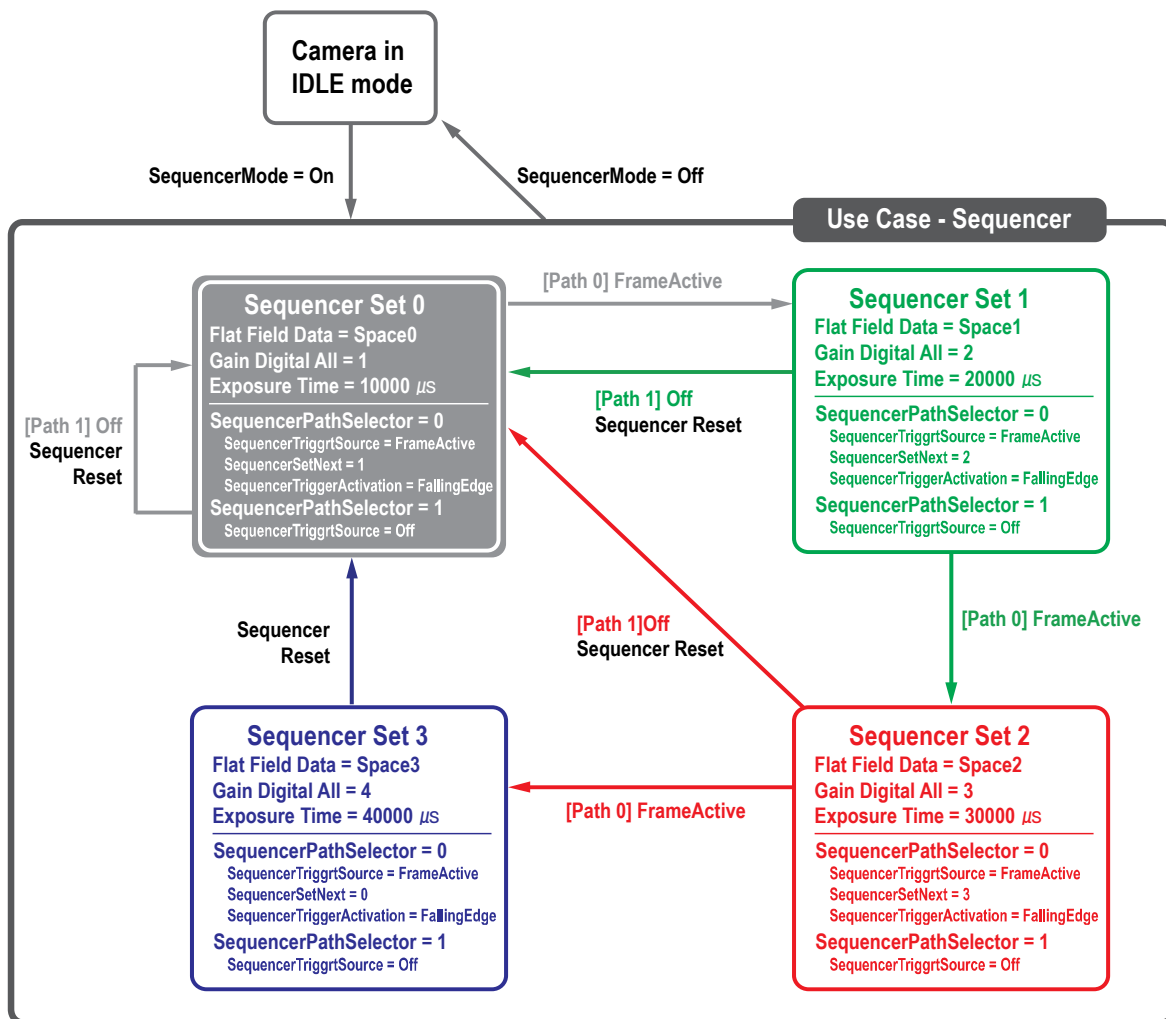 Camera in
IDLE mode
SequencerMode = On
SequencerMode = Off
Use Case - Sequencer
Sequencer Set 0
Flat Field Data = Space0
Gain Digital All = 1
Exposure Time = 10000 μs
SequencerPathSelector = 0
SequencerTriggrtSource = FrameActive
SequencerSetNext = 1
SequencerTriggerActivation = FallingEdge
SequencerPathSelector = 1
SequencerTriggrtSource = Off
[Path 0] FrameActive
Sequencer Set 1
Flat Field Data = Space1
Gain Digital All = 2
Exposure Time = 20000 μs
SequencerPathSelector = 0
SequencerTriggrtSource = FrameActive
SequencerSetNext = 2
SequencerTriggerActivation = FallingEdge
SequencerPathSelector = 1
SequencerTriggrtSource = Off
[Path 1] Off
Sequencer
Reset
[Path 1] Off
Sequencer Reset
[Path 0] FrameActive
Sequencer
Reset
[Path 1]Off
Sequencer Reset
Sequencer Set 3
Flat Field Data = Space3
Gain Digital All = 4
Exposure Time = 40000 μs
SequencerPathSelector = 0
SequencerTriggrtSource = FrameActive
SequencerSetNext = 0
SequencerTriggerActivation = FallingEdge
SequencerPathSelector = 1
SequencerTriggrtSource = Off
[Path 0] FrameActive
Sequencer Set 2
Flat Field Data = Space2
Gain Digital All = 3
Exposure Time = 30000 μs
SequencerPathSelector = 0
SequencerTriggrtSource = FrameActive
SequencerSetNext = 3
SequencerTriggerActivation = FallingEdge
SequencerPathSelector = 1
SequencerTriggrtSource = Off